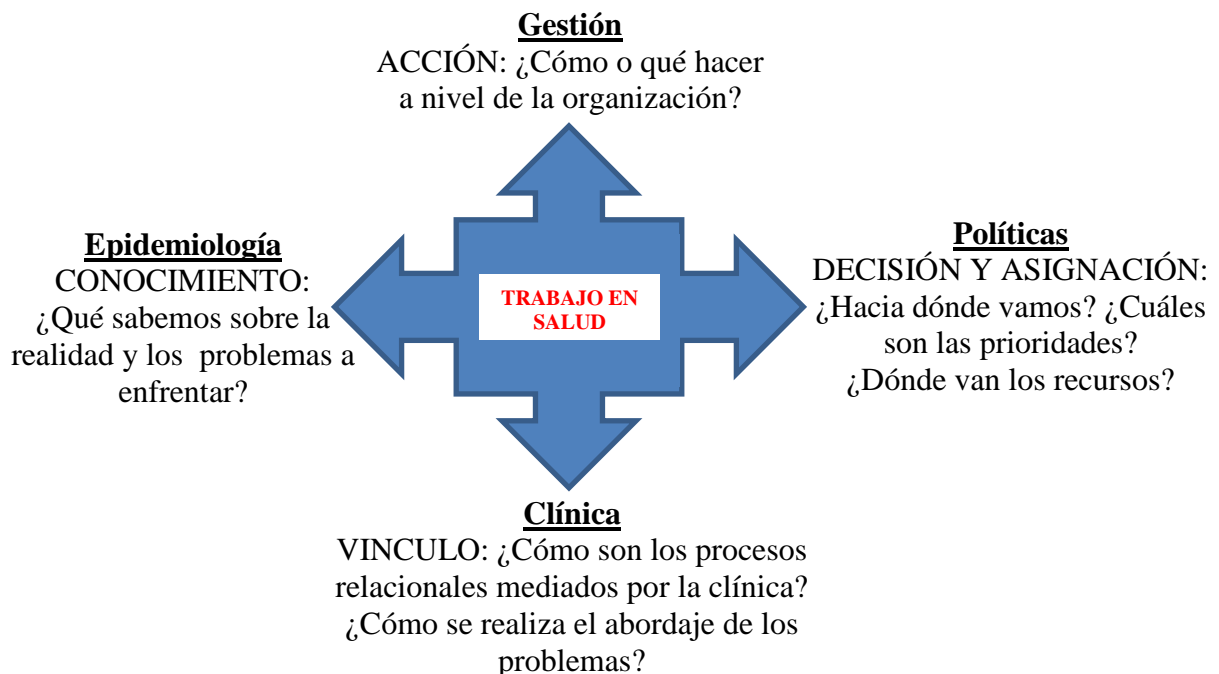 Gestión
ACCIÓN: ¿Cómo o qué hacer
a nivel de la organización?
Epidemiología
CONOCIMIENTO:
¿Qué sabemos sobre la
realidad y los  problemas a
enfrentar?
TRABAJO EN
SALUD
Políticas
DECISIÓN Y ASIGNACIÓN:
¿Hacia dónde vamos? ¿Cuáles
son las prioridades?
¿Dónde van los recursos?
Clínica
VINCULO: ¿Cómo son los procesos
relacionales mediados por la clínica?
¿Cómo se realiza el abordaje de los
problemas?